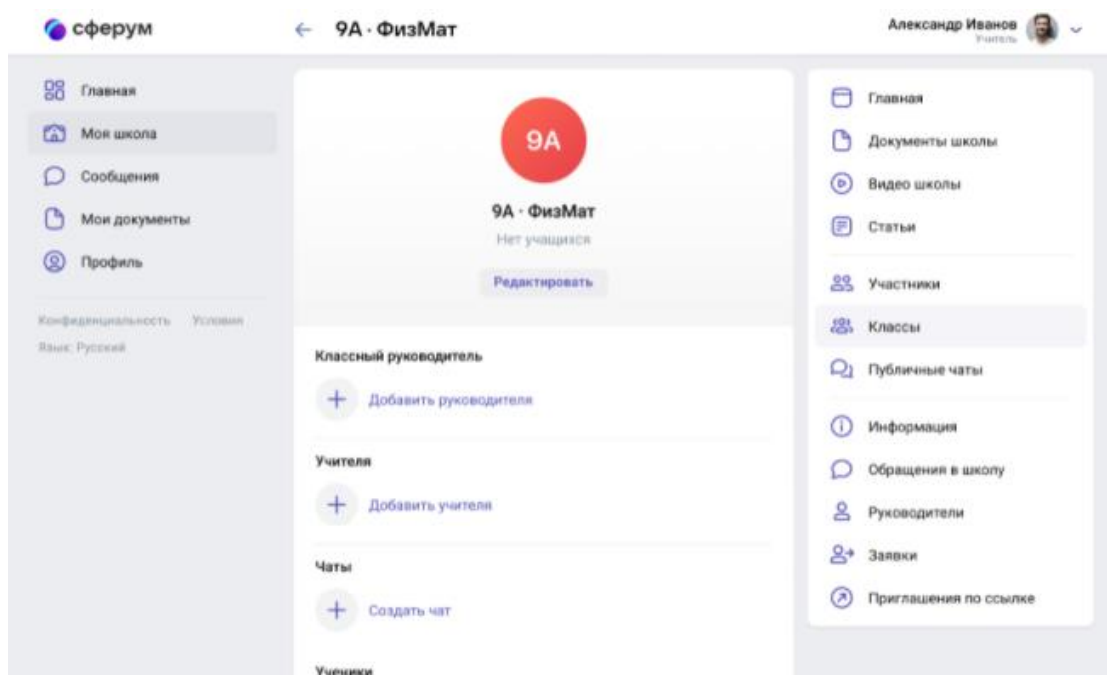 сферум
← 9А · ФизМат
Александр Иванов
Учитель
Главная
Моя школа
Сообщения
Мои документы
Профиль
Конфиденциальность Условия
Язык: Русский
9А
9А · ФизМат
Нет учащихся
Редактировать
Классный руководитель
Добавить руководителя
Учителя
Добавить учителя
Чаты
Создать чат
Ученики
Главная
Документы школы
Видео школы
Статьи
Участники
Классы
Публичные чаты
Информация
Обращения в школу
Руководители
Заявки
Приглашения по ссылке